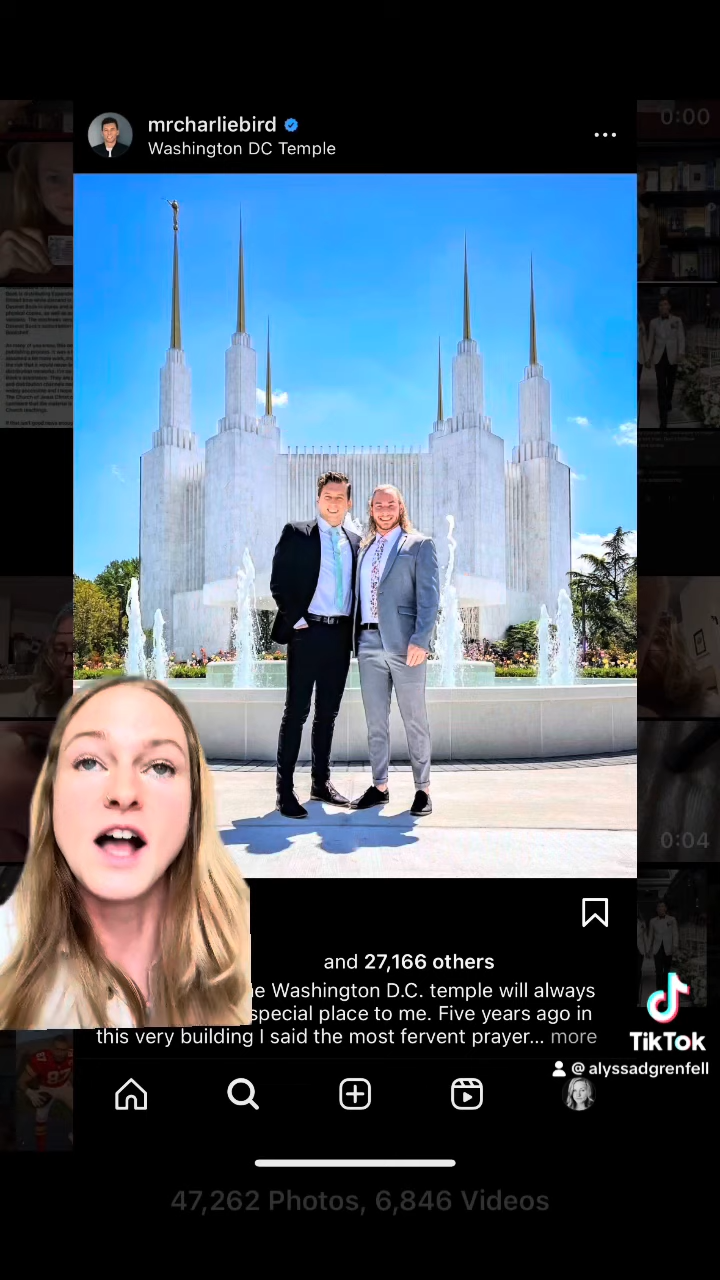 mrcharliebird
Washington DC Temple
0:00
0:04
and 27,166 others
Washington D.C. temple will always
special place to me. Five years ago in
this very building I said the most fervent prayer... more
TikTok
@alyssadgrenfell
47,262 Photos, 6,846 Videos